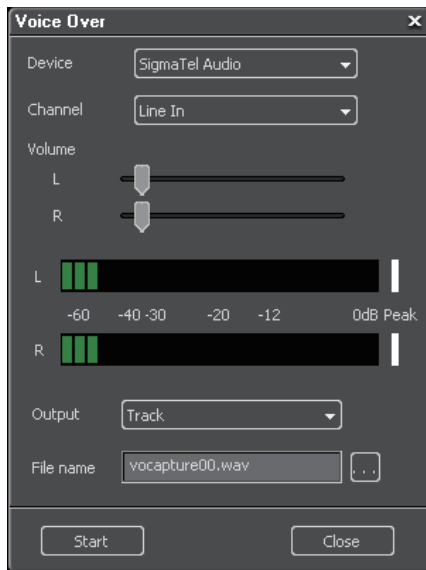 Voice Over x
Device SigmaTel Audio
Channel Line In
Volume
L
R
L
-60 -40 -30 -20 -12 0dB Peak
R
Output Track
File name vocapture00.wav ...
Start Close